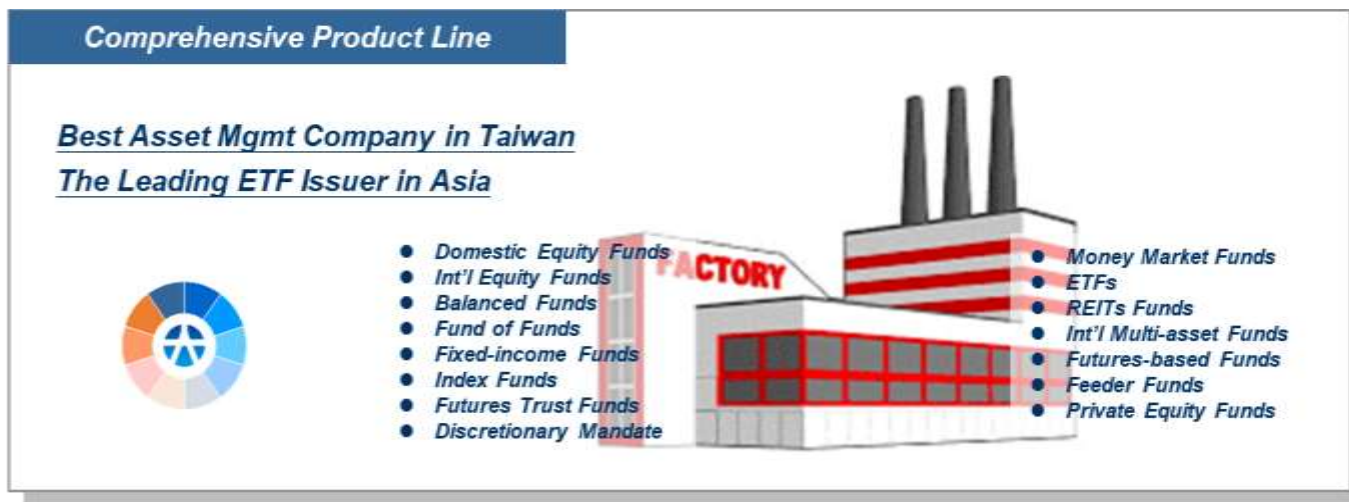 Comprehensive Product Line
Best Asset Mgmt Company in Taiwan
The Leading ETF Issuer in Asia
Domestic Equity Funds
Int'l Equity Funds
Balanced Funds
Fund of Funds
Fixed-income Funds
Index Funds
Futures Trust Funds
Discretionary Mandate
FACTORY
Money Market Funds
ETFs
REITs Funds
Int'l Multi-asset Funds
Futures-based Funds
Feeder Funds
Private Equity Funds